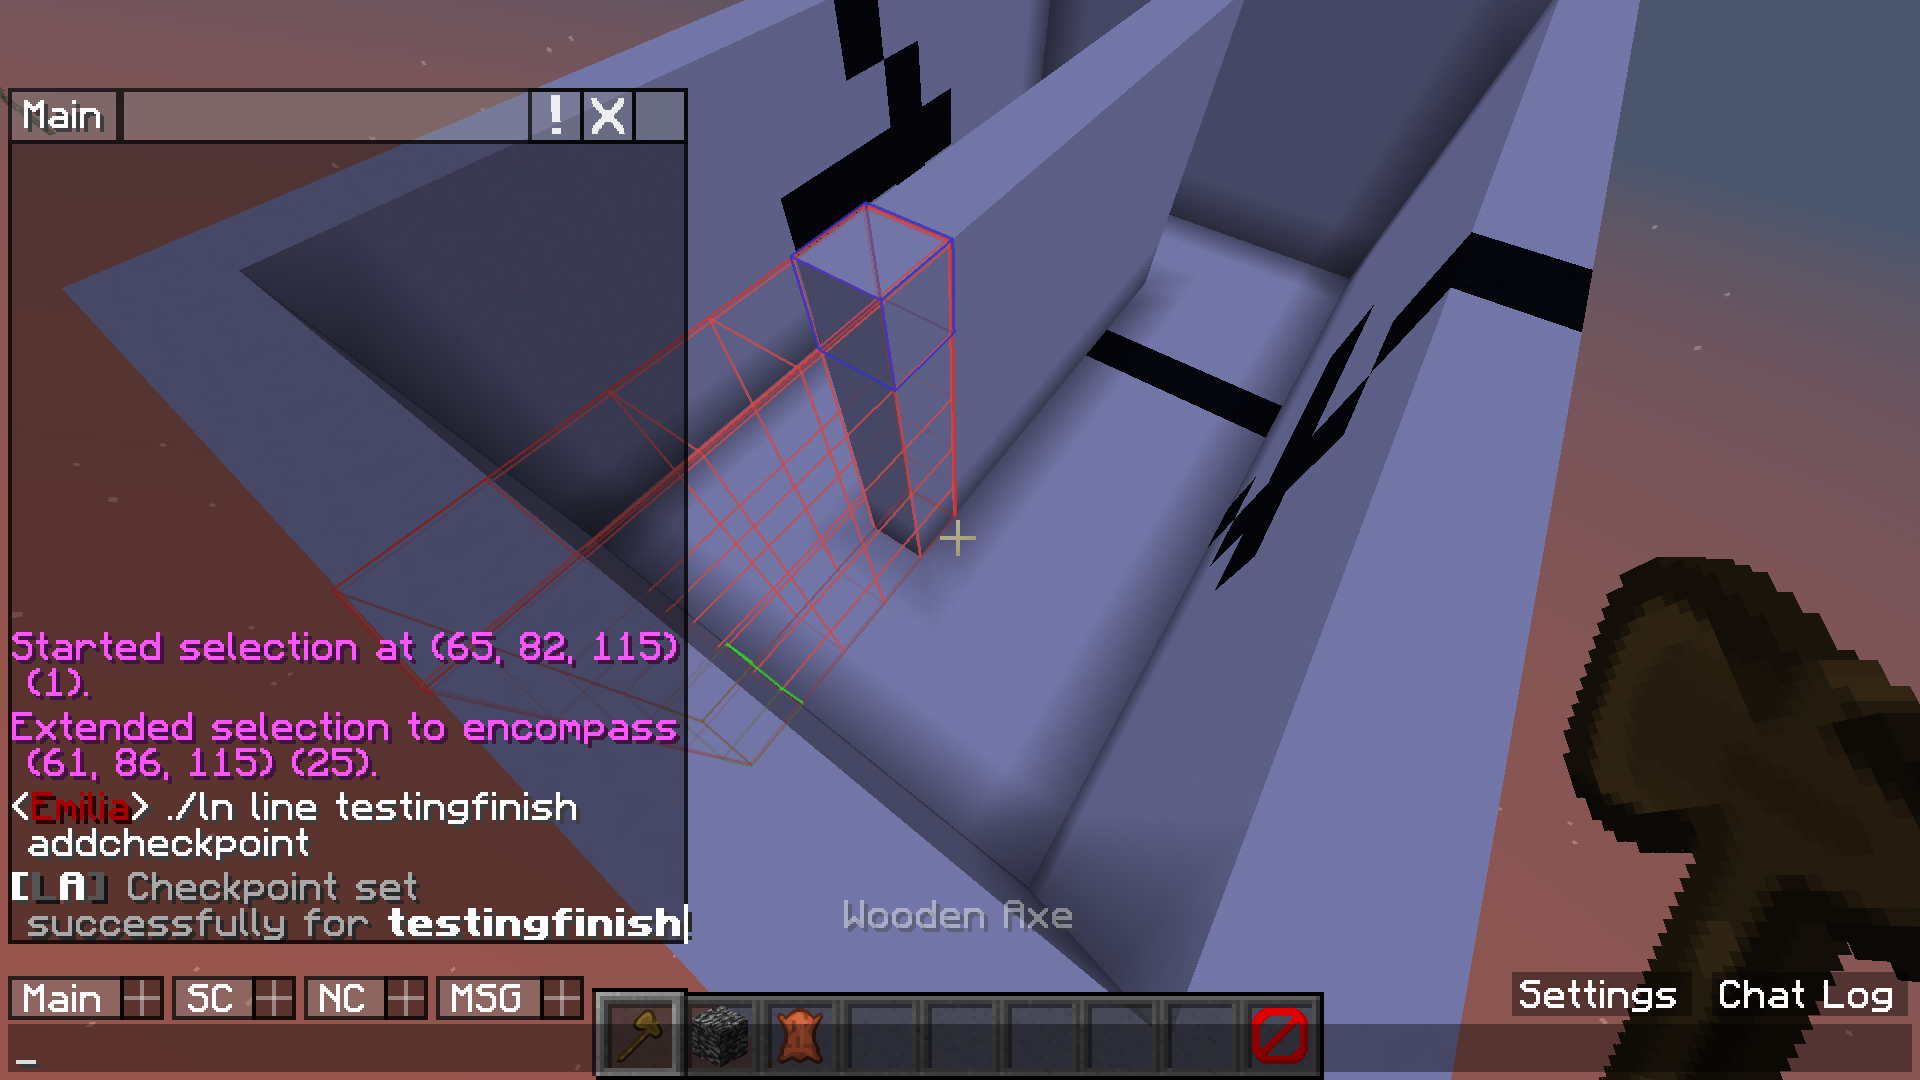 Main
! X
Started selection at (65, 82, 115)
(1).
Extended selection to encompass
(61, 86, 115) (25).
<Emilia> ./ln line testingfinish
addcheckpoint
[LA] Checkpoint set
successfully for testingfinish!
Wooden Axe
Main + SC + NC + MSG +
Settings Chat Log
_